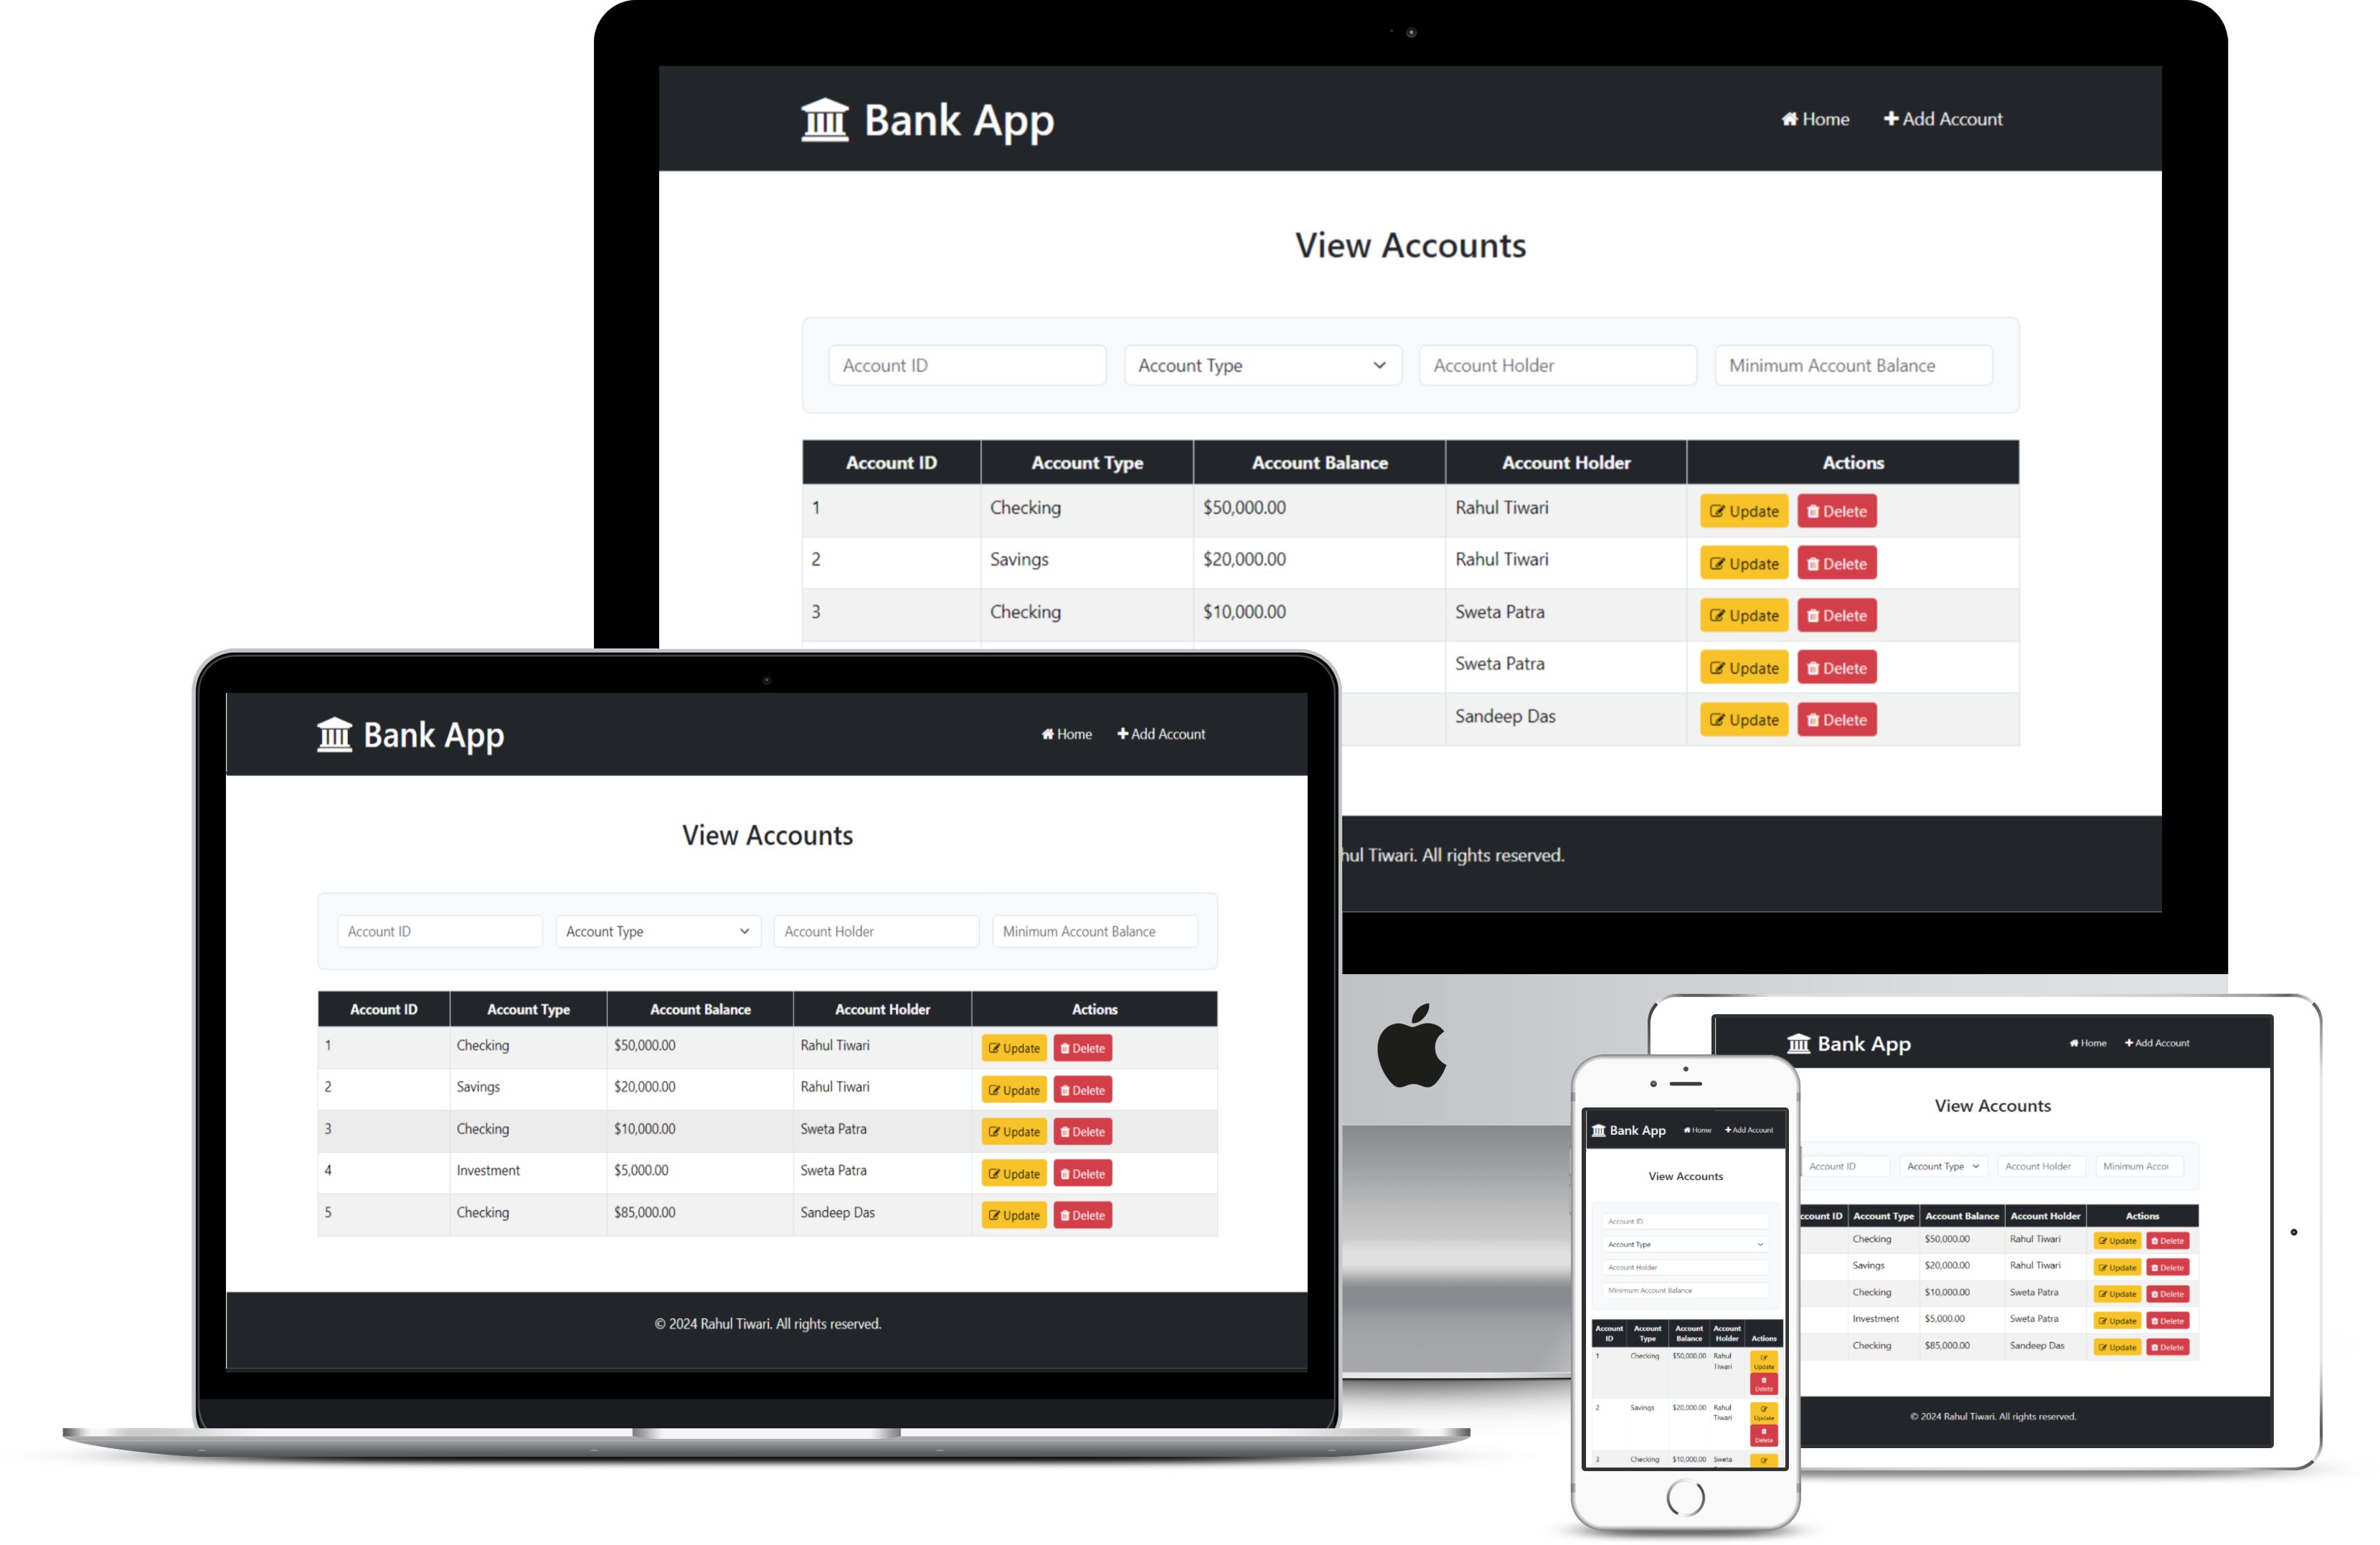 Bank App Home Add Account
View Accounts
Account ID Account Type Account Holder Minimum Account Balance
Account ID Account Type Account Balance Account Holder Actions
1 Checking $50,000.00 Rahul Tiwari Update Delete
2 Savings $20,000.00 Rahul Tiwari Update Delete
3 Checking $10,000.00 Sweta Patra Update Delete
Sweta Patra Update Delete
Sandeep Das Update Delete
hul Tiwari. All rights reserved.
Bank App Home Add Account
View Accounts
Account ID Account Type Account Holder Minimum Account Balance
Account ID Account Type Account Balance Account Holder Actions
1 Checking $50,000.00 Rahul Tiwari Update Delete
2 Savings $20,000.00 Rahul Tiwari Update Delete
3 Checking $10,000.00 Sweta Patra Update Delete
4 Investment $5,000.00 Sweta Patra Update Delete
5 Checking $85,000.00 Sandeep Das Update Delete
© 2024 Rahul Tiwari. All rights reserved.
Bank App Home Add Account
View Accounts
Account ID
Account Type
Account Holder
Minimum Account Balance
Account Account Account Account
ID Type Balance Holder Actions
1 Checking $50,000.00 Rahul
Tiwari Update
Delete
2 Savings $20,000.00 Rahul
Tiwari Update
Delete
3 Checking $10,000.00 Sweta
Bank App Home Add Account
View Accounts
Account ID Account Type Account Holder Minimum Acco
ccount ID Account Type Account Balance Account Holder Actions
Checking $50,000.00 Rahul Tiwari Update Delete
Savings $20,000.00 Rahul Tiwari Update Delete
Checking $10,000.00 Sweta Patra Update Delete
Investment $5,000.00 Sweta Patra Update Delete
Checking $85,000.00 Sandeep Das Update Delete
© 2024 Rahul Tiwari. All rights reserved.